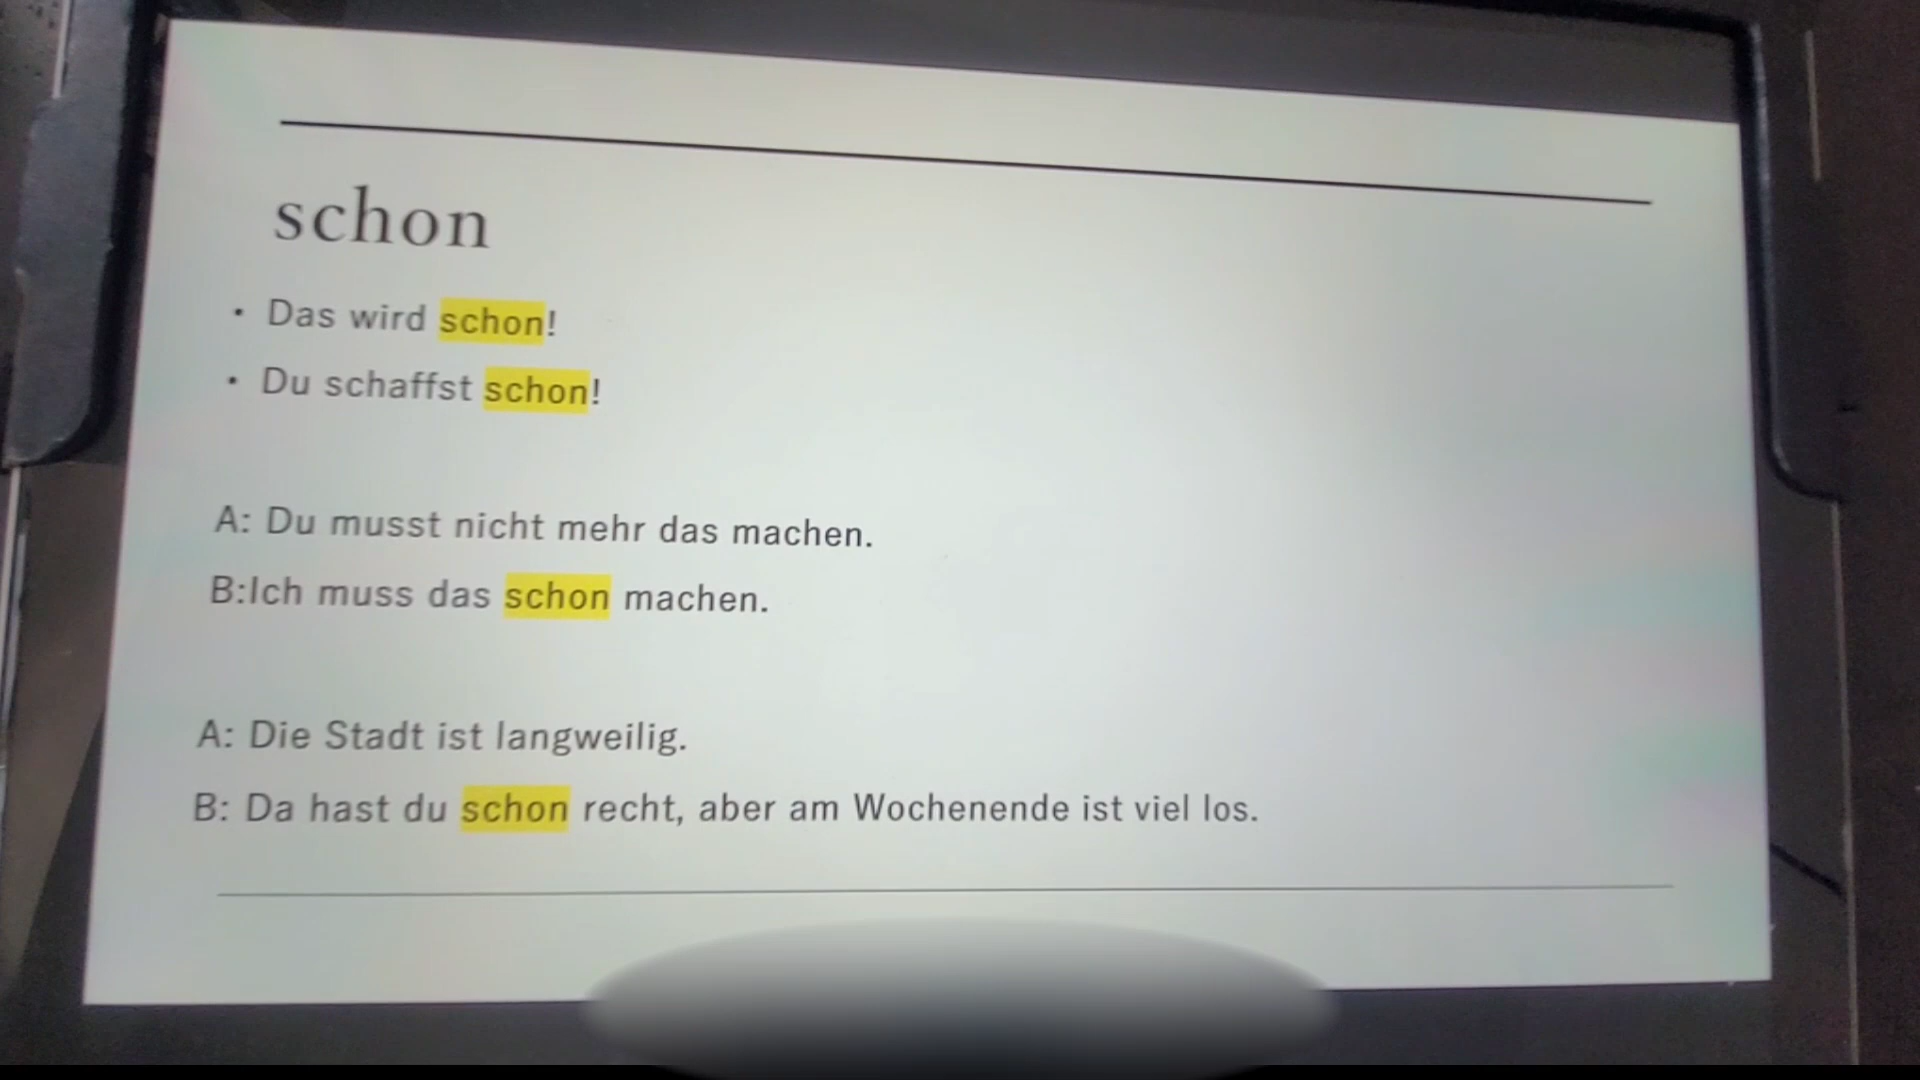 schon
• Das wird schon!
• Du schaffst schon!
A: Du musst nicht mehr das machen.
B:Ich muss das schon machen.
A: Die Stadt ist langweilig.
B: Da hast du schon recht, aber am Wochenende ist viel los.